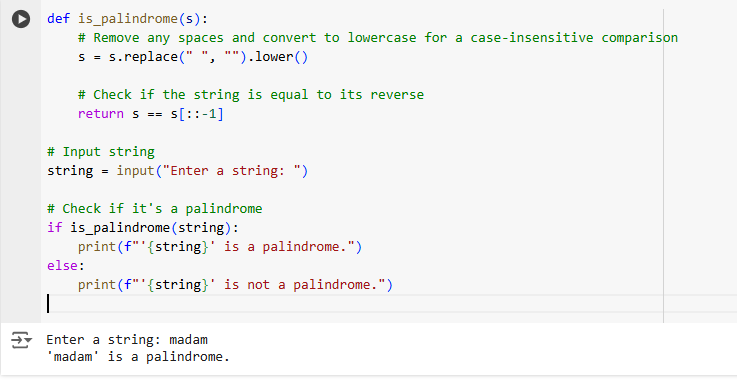 def is_palindrome(s):
    # Remove any spaces and convert to lowercase for a case-insensitive comparison
    s = s.replace(" ", "").lower()

    # Check if the string is equal to its reverse
    return s == s[::-1]

# Input string
string = input("Enter a string: ")

# Check if it's a palindrome
if is_palindrome(string):
    print(f"'{string}' is a palindrome.")
else:
    print(f"'{string}' is not a palindrome.")

Enter a string: madam
'madam' is a palindrome.